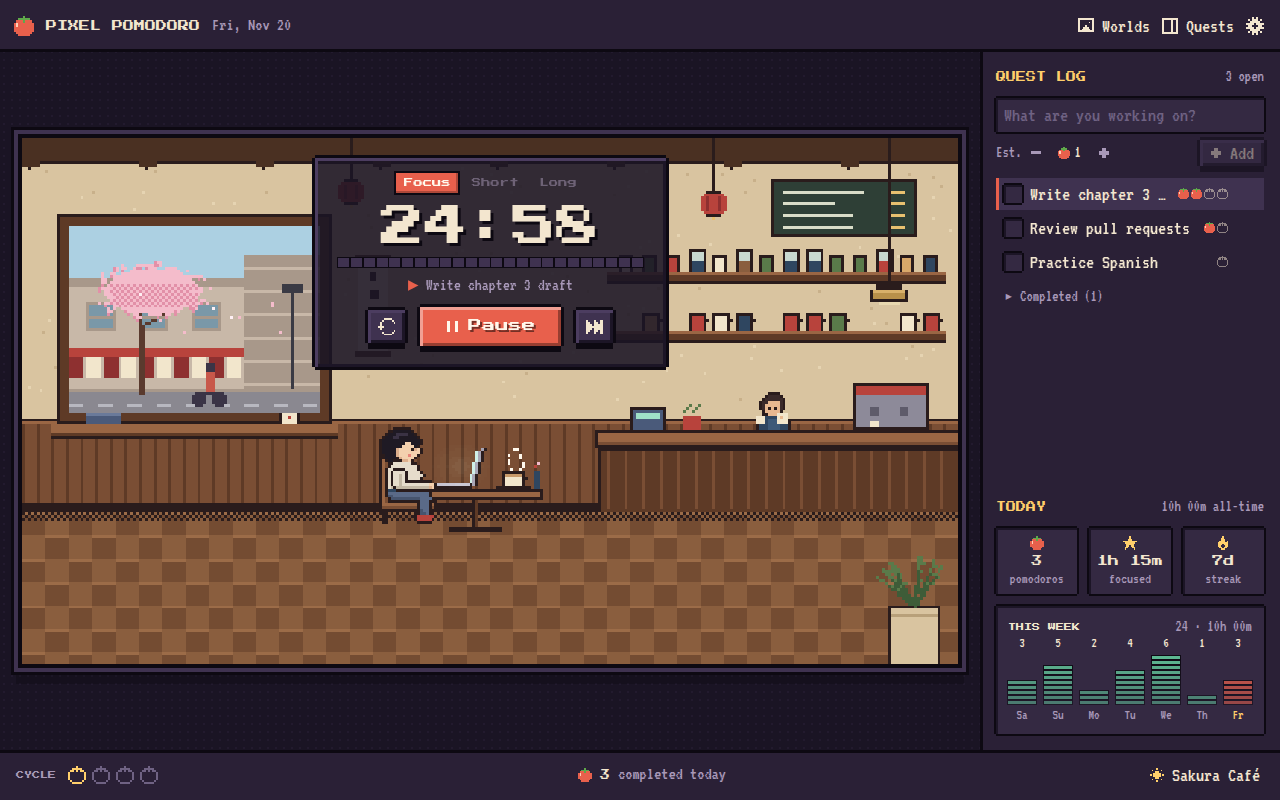 PIXEL POMODORO Fri, Nov 20
Worlds Quests
Focus Short Long
24:58
Write chapter 3 draft
Pause
QUEST LOG 3 open
What are you working on?
Est. 1 Add
Write chapter 3 …
Review pull requests
Practice Spanish
Completed (1)
TODAY 10h 00m all-time
3 1h 15m 7d
pomodoros focused streak
THIS WEEK 24 · 10h 00m
3 5 2 4 6 1 3
Sa Su Mo Tu We Th Fr
CYCLE
3 completed today
Sakura Café